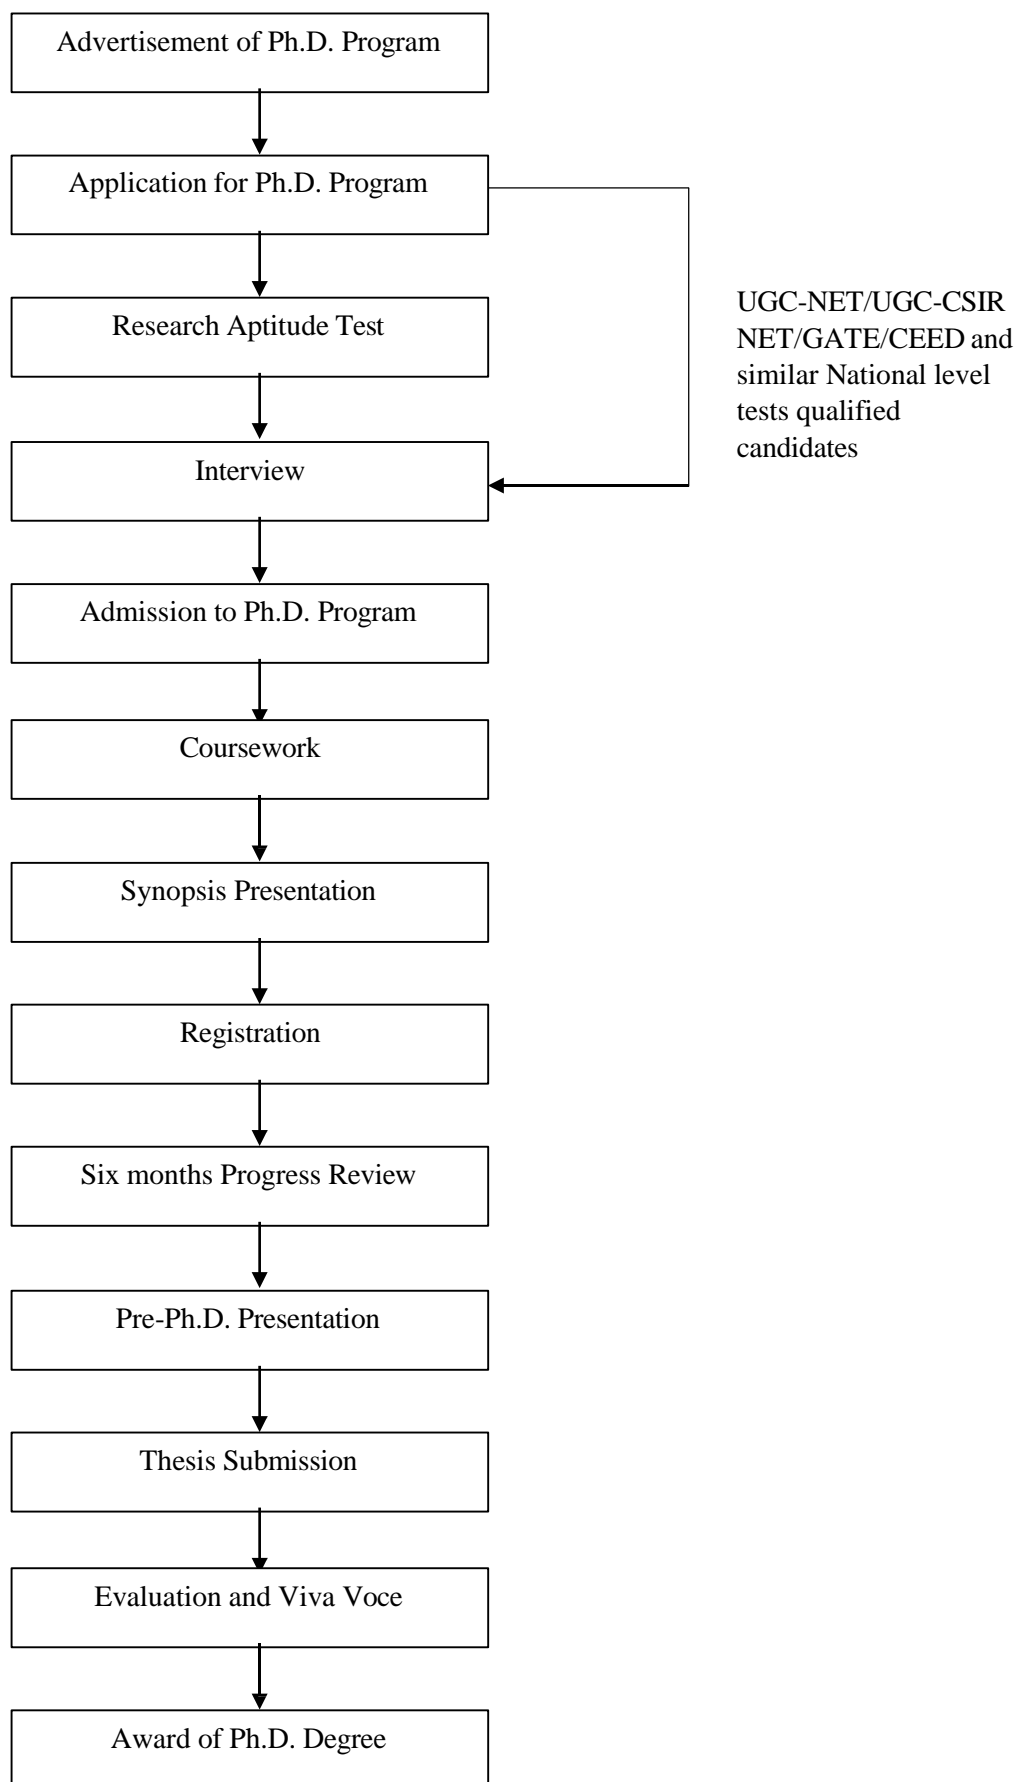 Advertisement of Ph.D. Program
Application for Ph.D. Program
Research Aptitude Test
UGC-NET/UGC-CSIR
NET/GATE/CEED and
similar National level
tests qualified
candidates
Interview
Admission to Ph.D. Program
Coursework
Synopsis Presentation
Registration
Six months Progress Review
Pre-Ph.D. Presentation
Thesis Submission
Evaluation and Viva Voce
Award of Ph.D. Degree